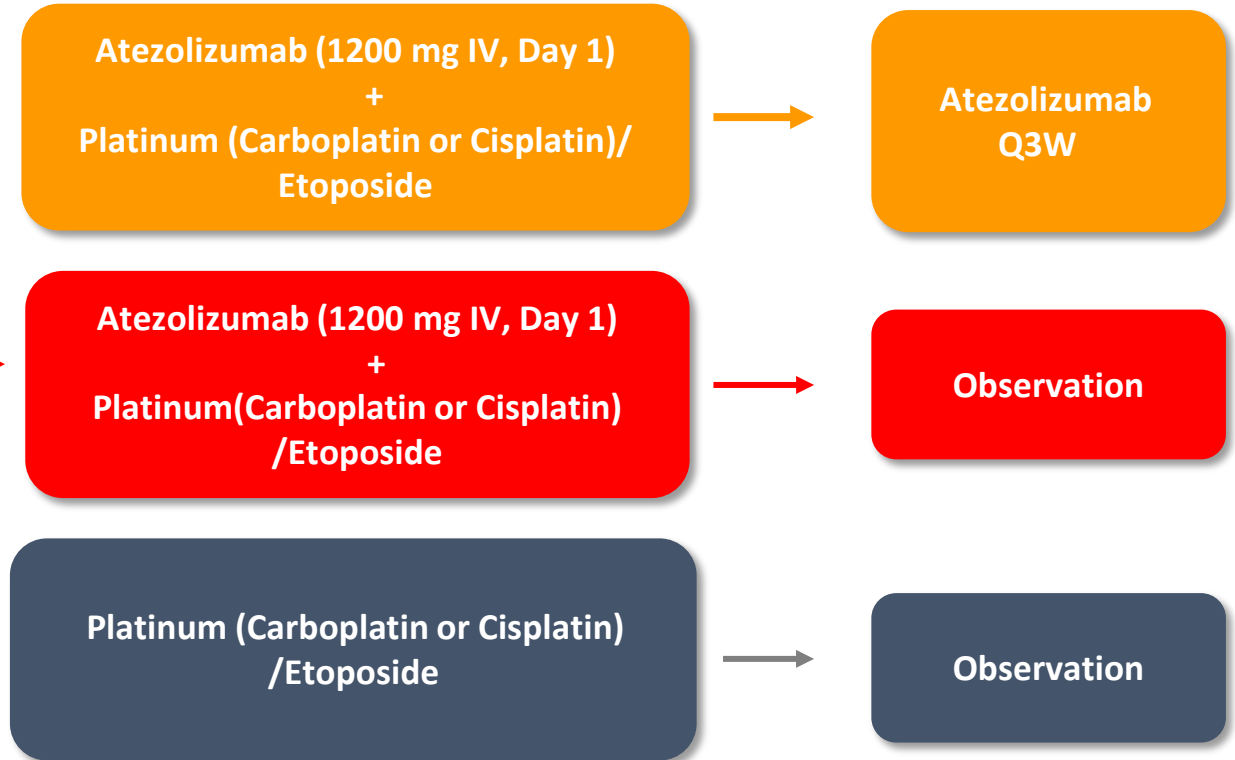 Atezolizumab (1200 mg IV, Day 1)
+
Platinum (Carboplatin or Cisplatin)/
Etoposide
Atezolizumab
Q3W
Atezolizumab (1200 mg IV, Day 1)
+
Platinum(Carboplatin or Cisplatin)
/Etoposide
Observation
Platinum (Carboplatin or Cisplatin)
/Etoposide
Observation